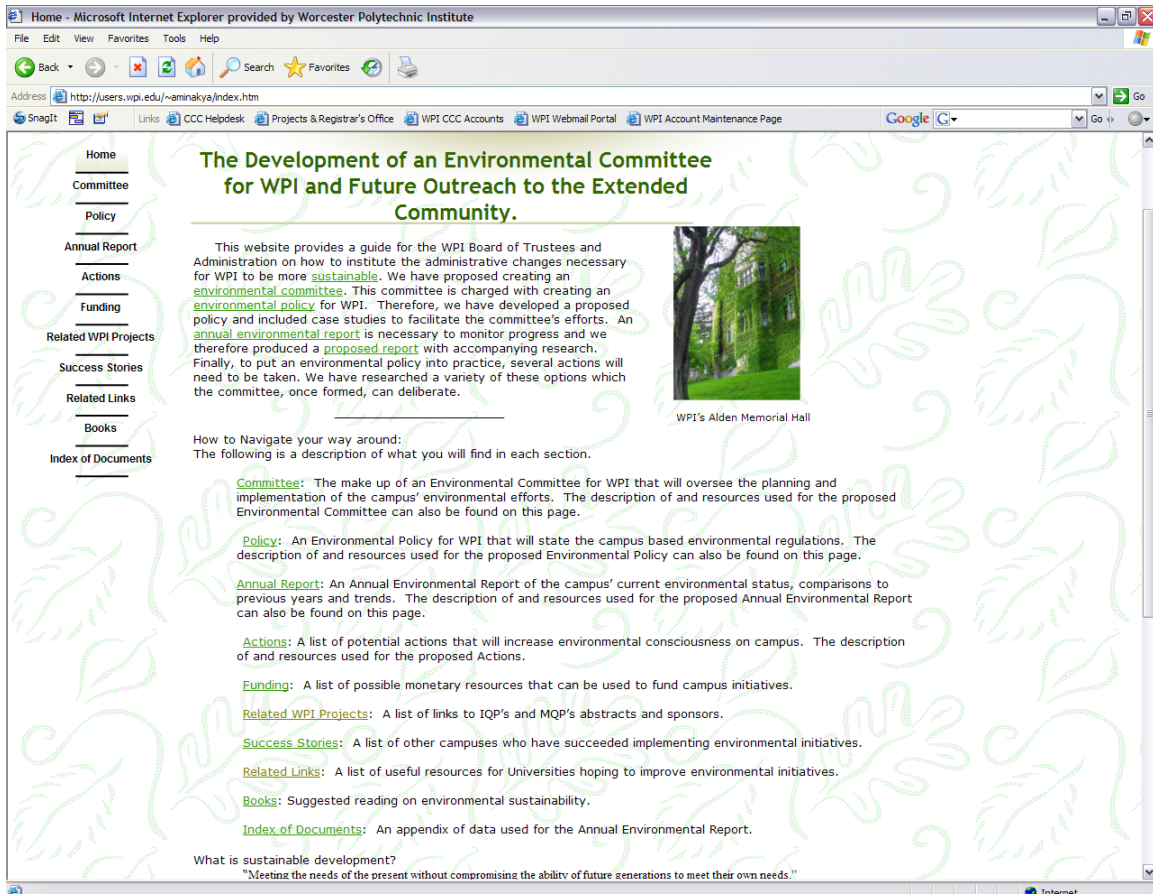 Home - Microsoft Internet Explorer provided by Worcester Polytechnic Institute
File Edit View Favorites Tools Help
Back Search Favorites
Address http://users.wpi.edu/~aminakya/index.htm Go
SnagIt Links CCC Helpdesk Projects & Registrar's Office WPI CCC Accounts WPI Webmail Portal WPI Account Maintenance Page Google G Go
Home
Committee
Policy
Annual Report
Actions
Funding
Related WPI Projects
Success Stories
Related Links
Books
Index of Documents
The Development of an Environmental Committee
for WPI and Future Outreach to the Extended
Community.
This website provides a guide for the WPI Board of Trustees and
Administration on how to institute the administrative changes necessary
for WPI to be more sustainable. We have proposed creating an
environmental committee. This committee is charged with creating an
environmental policy for WPI. Therefore, we have developed a proposed
policy and included case studies to facilitate the committee's efforts. An
annual environmental report is necessary to monitor progress and we
therefore produced a proposed report with accompanying research.
Finally, to put an environmental policy into practice, several actions will
need to be taken. We have researched a variety of these options which
the committee, once formed, can deliberate.
WPI's Alden Memorial Hall
How to Navigate your way around:
The following is a description of what you will find in each section.
Committee: The make up of an Environmental Committee for WPI that will oversee the planning and
implementation of the campus' environmental efforts. The description of and resources used for the proposed
Environmental Committee can also be found on this page.
Policy: An Environmental Policy for WPI that will state the campus based environmental regulations. The
description of and resources used for the proposed Environmental Policy can also be found on this page.
Annual Report: An Annual Environmental Report of the campus' current environmental status, comparisons to
previous years and trends. The description of and resources used for the proposed Annual Environmental Report
can also be found on this page.
Actions: A list of potential actions that will increase environmental consciousness on campus. The description
of and resources used for the proposed Actions.
Funding: A list of possible monetary resources that can be used to fund campus initiatives.
Related WPI Projects: A list of links to IQP's and MQP's abstracts and sponsors.
Success Stories: A list of other campuses who have succeeded implementing environmental initiatives.
Related Links: A list of useful resources for Universities hoping to improve environmental initiatives.
Books: Suggested reading on environmental sustainability.
Index of Documents: An appendix of data used for the Annual Environmental Report.
What is sustainable development?
"Meeting the needs of the present without compromising the ability of future generations to meet their own needs."
Internet